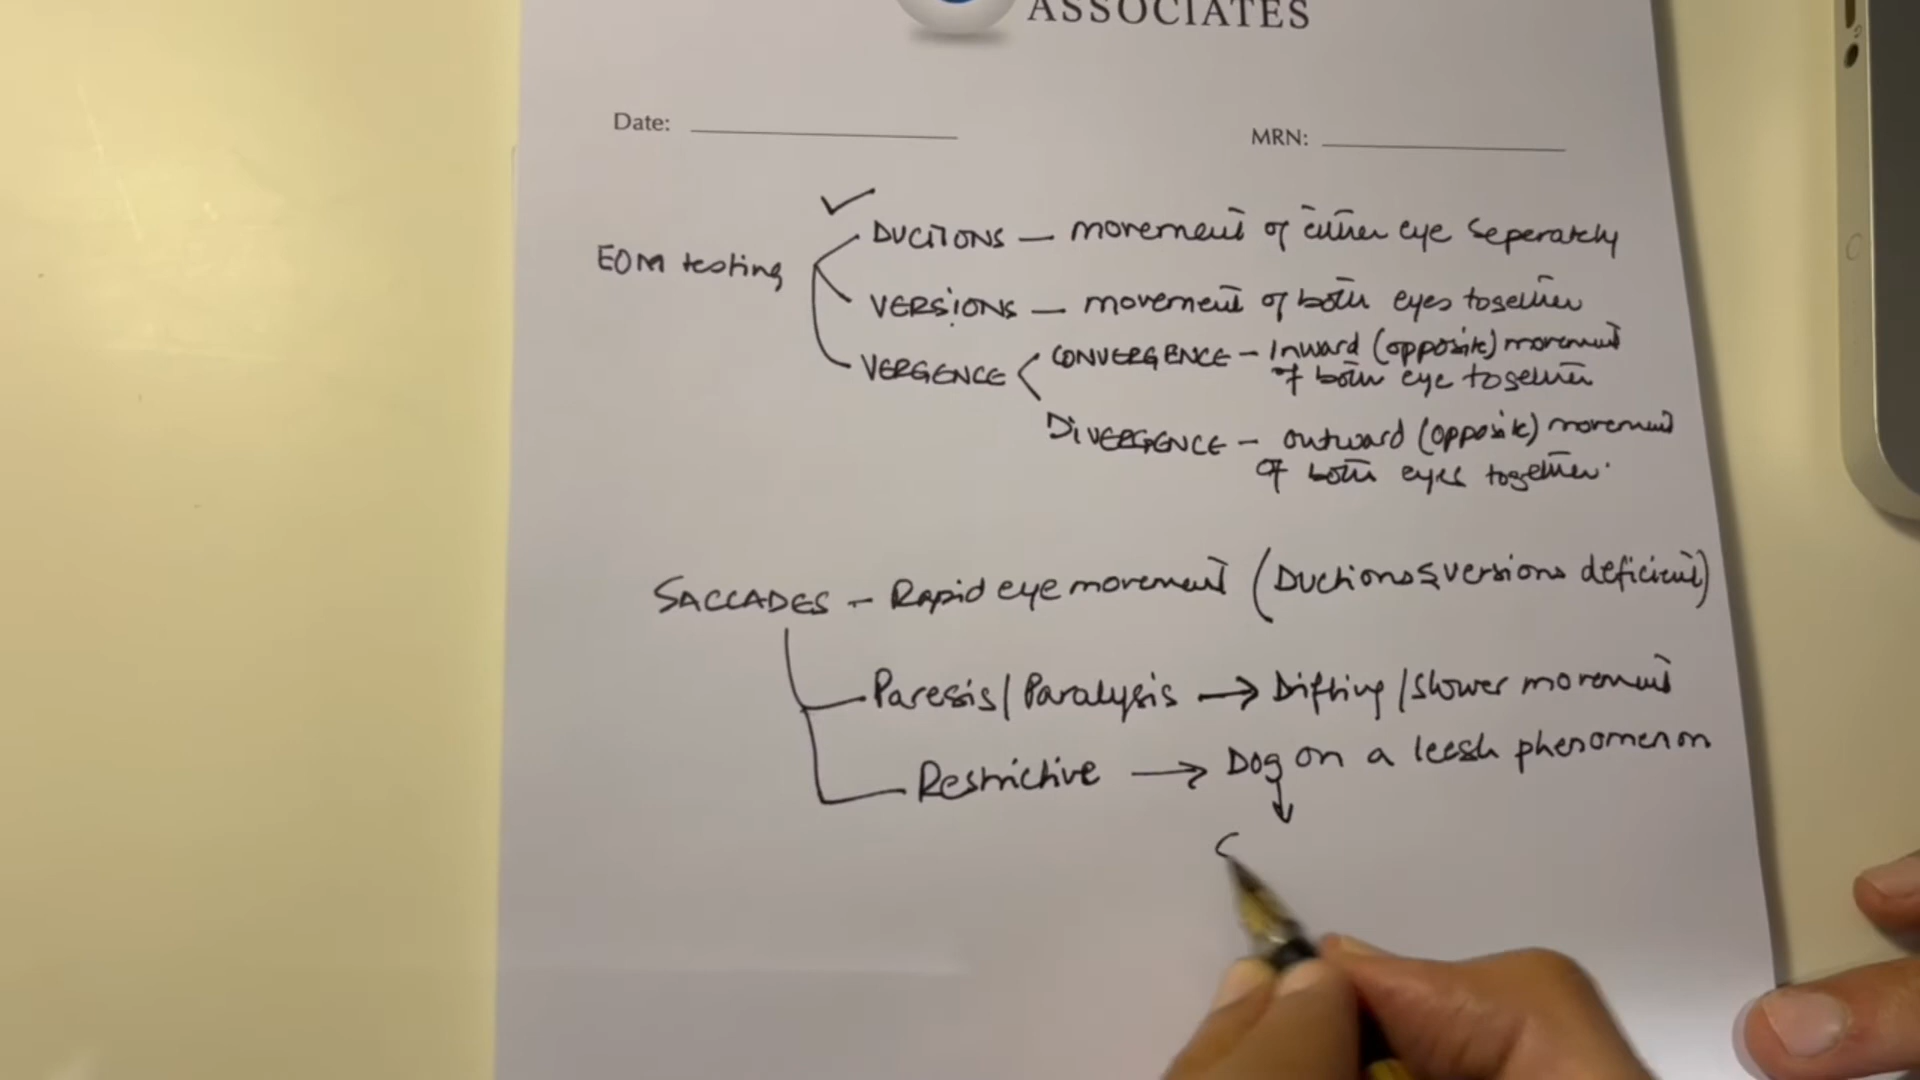 ASSOCIATES
Date: MRN:
EOM testing
DUCTIONS — movement of either eye seperately
VERSIONS — movement of both eyes together
VERGENCE
CONVERGENCE - Inward (opposite) movement
of both eye together
DIVERGENCE - outward (opposite) movement
of both eyes together.
SACCADES - Rapid eye movement (Ductions & versions deficient)
Paresis/Paralysis → Drifting/slower movement
Restrictive → Dog on a leesh phenomenon